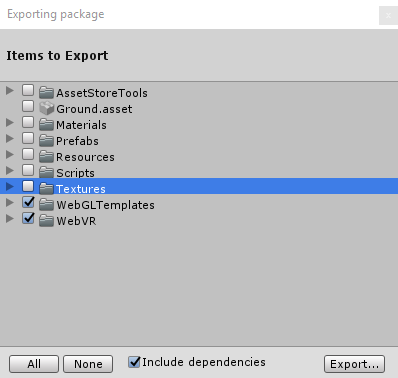 Exporting package
Items to Export
AssetStoreTools
Ground.asset
Materials
Prefabs
Resources
Scripts
Textures
WebGLTemplates
WebVR
All None Include dependencies Export...